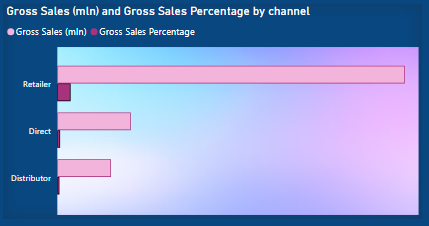 Gross Sales (mln) and Gross Sales Percentage by channel
Gross Sales (mln) Gross Sales Percentage
Retailer
Direct
Distributor